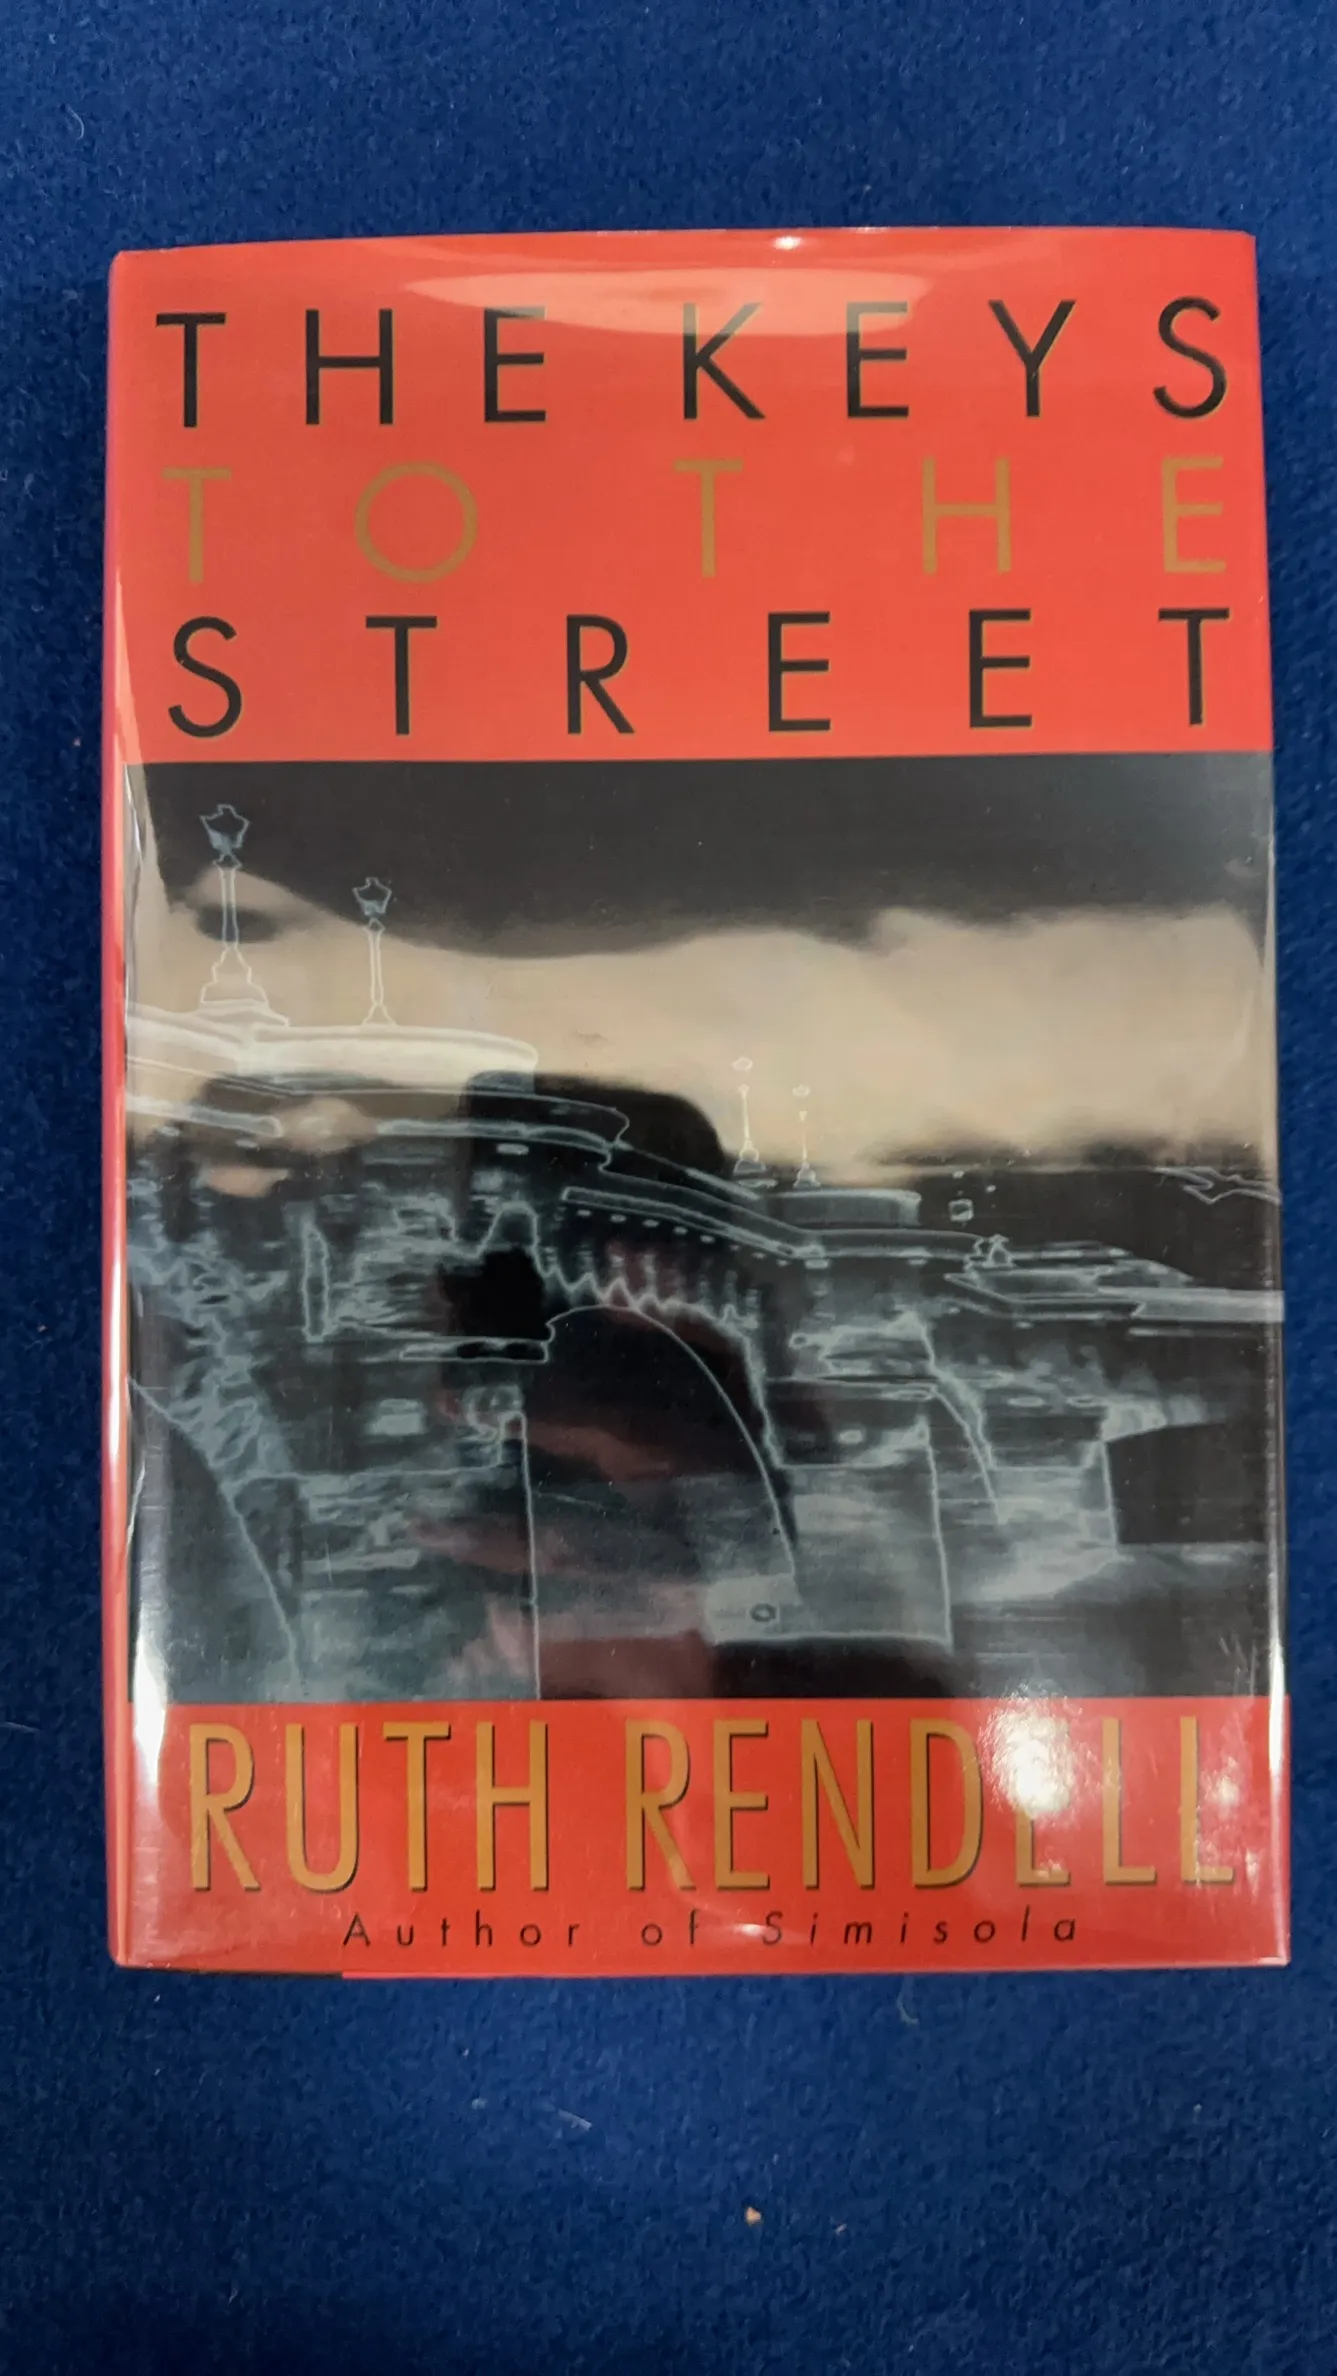 THE KEYS
TO THE
STREET
RUTH RENDELL
Author of Simisola